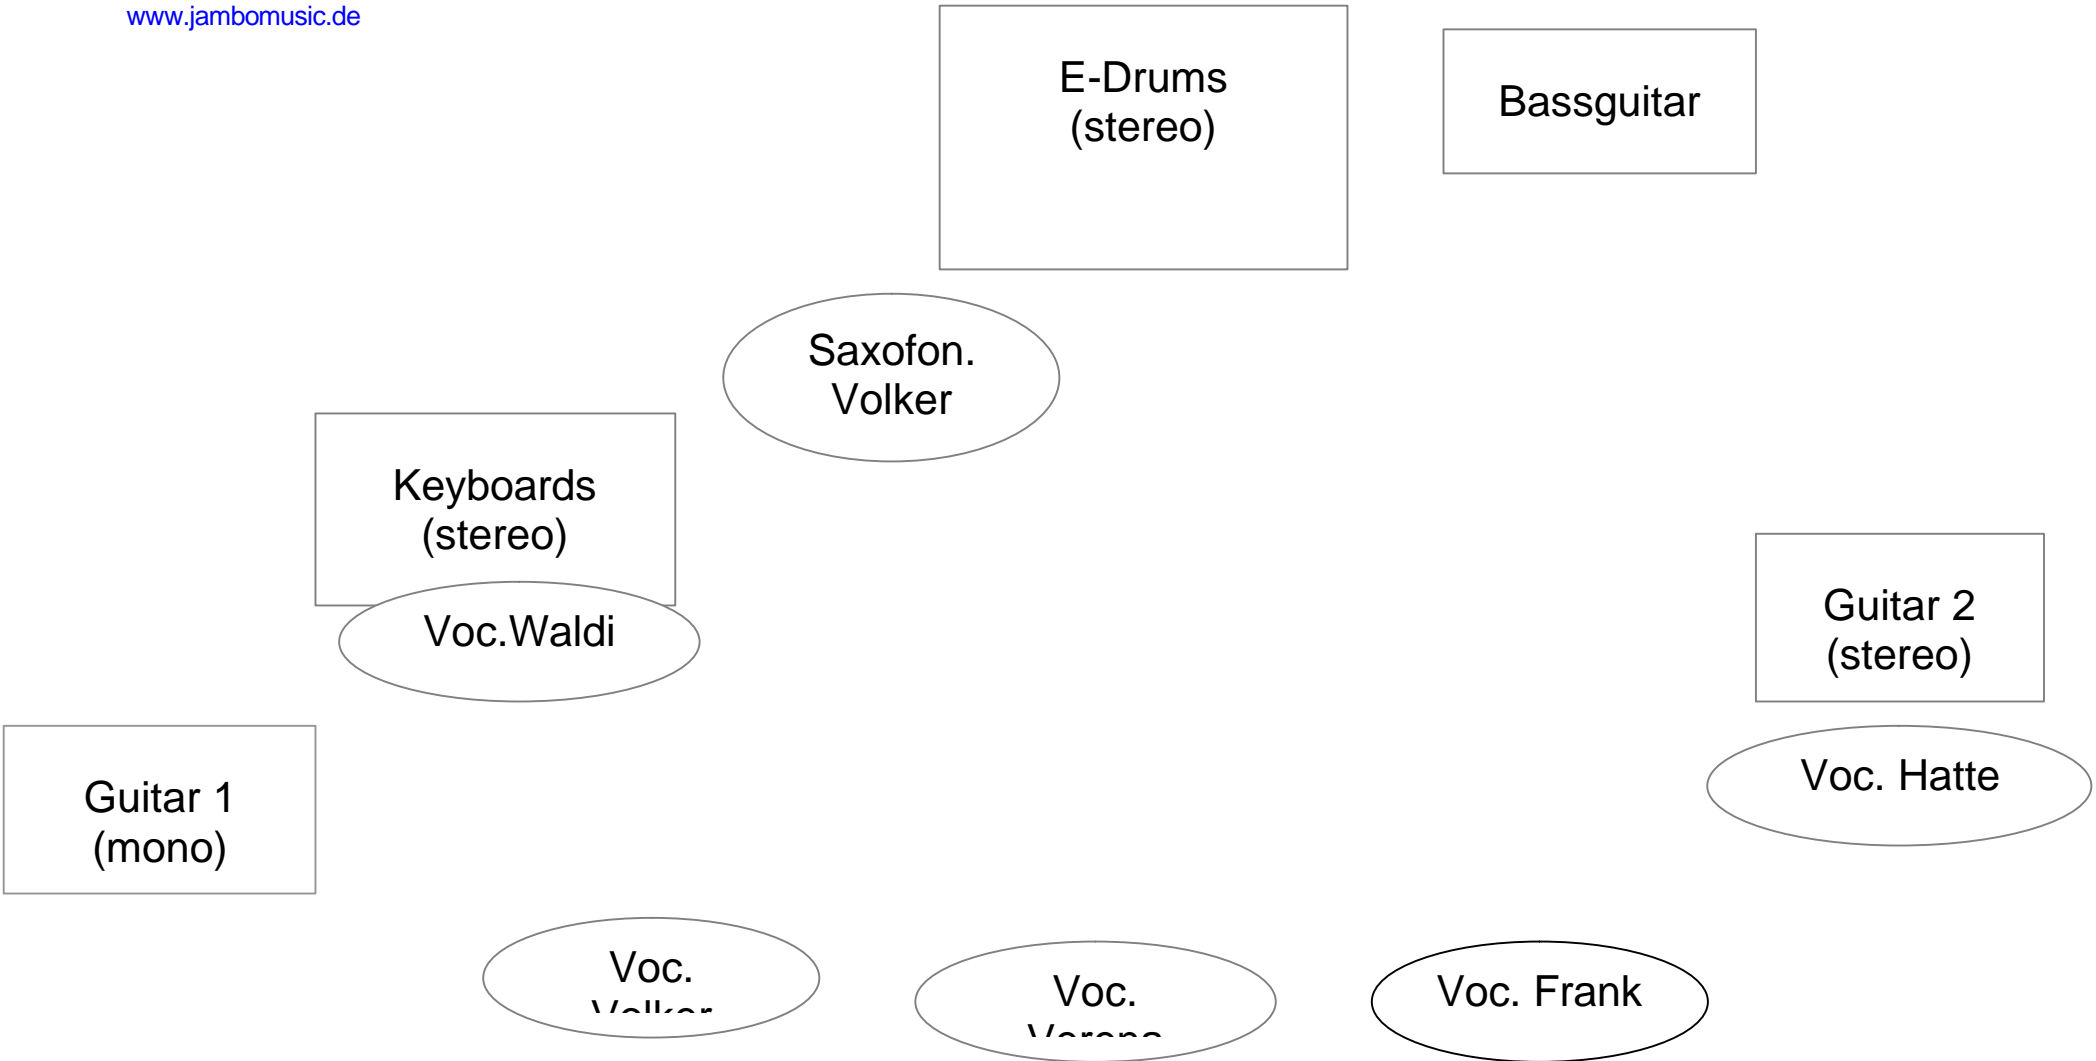 www.jambomusic.de
E-Drums
(stereo)
Bassguitar
Saxofon.
Volker
Keyboards
(stereo)
Voc.Waldi
Guitar 2
(stereo)
Voc. Hatte
Guitar 1
(mono)
Voc.
Volker
Voc.
Voc. Frank